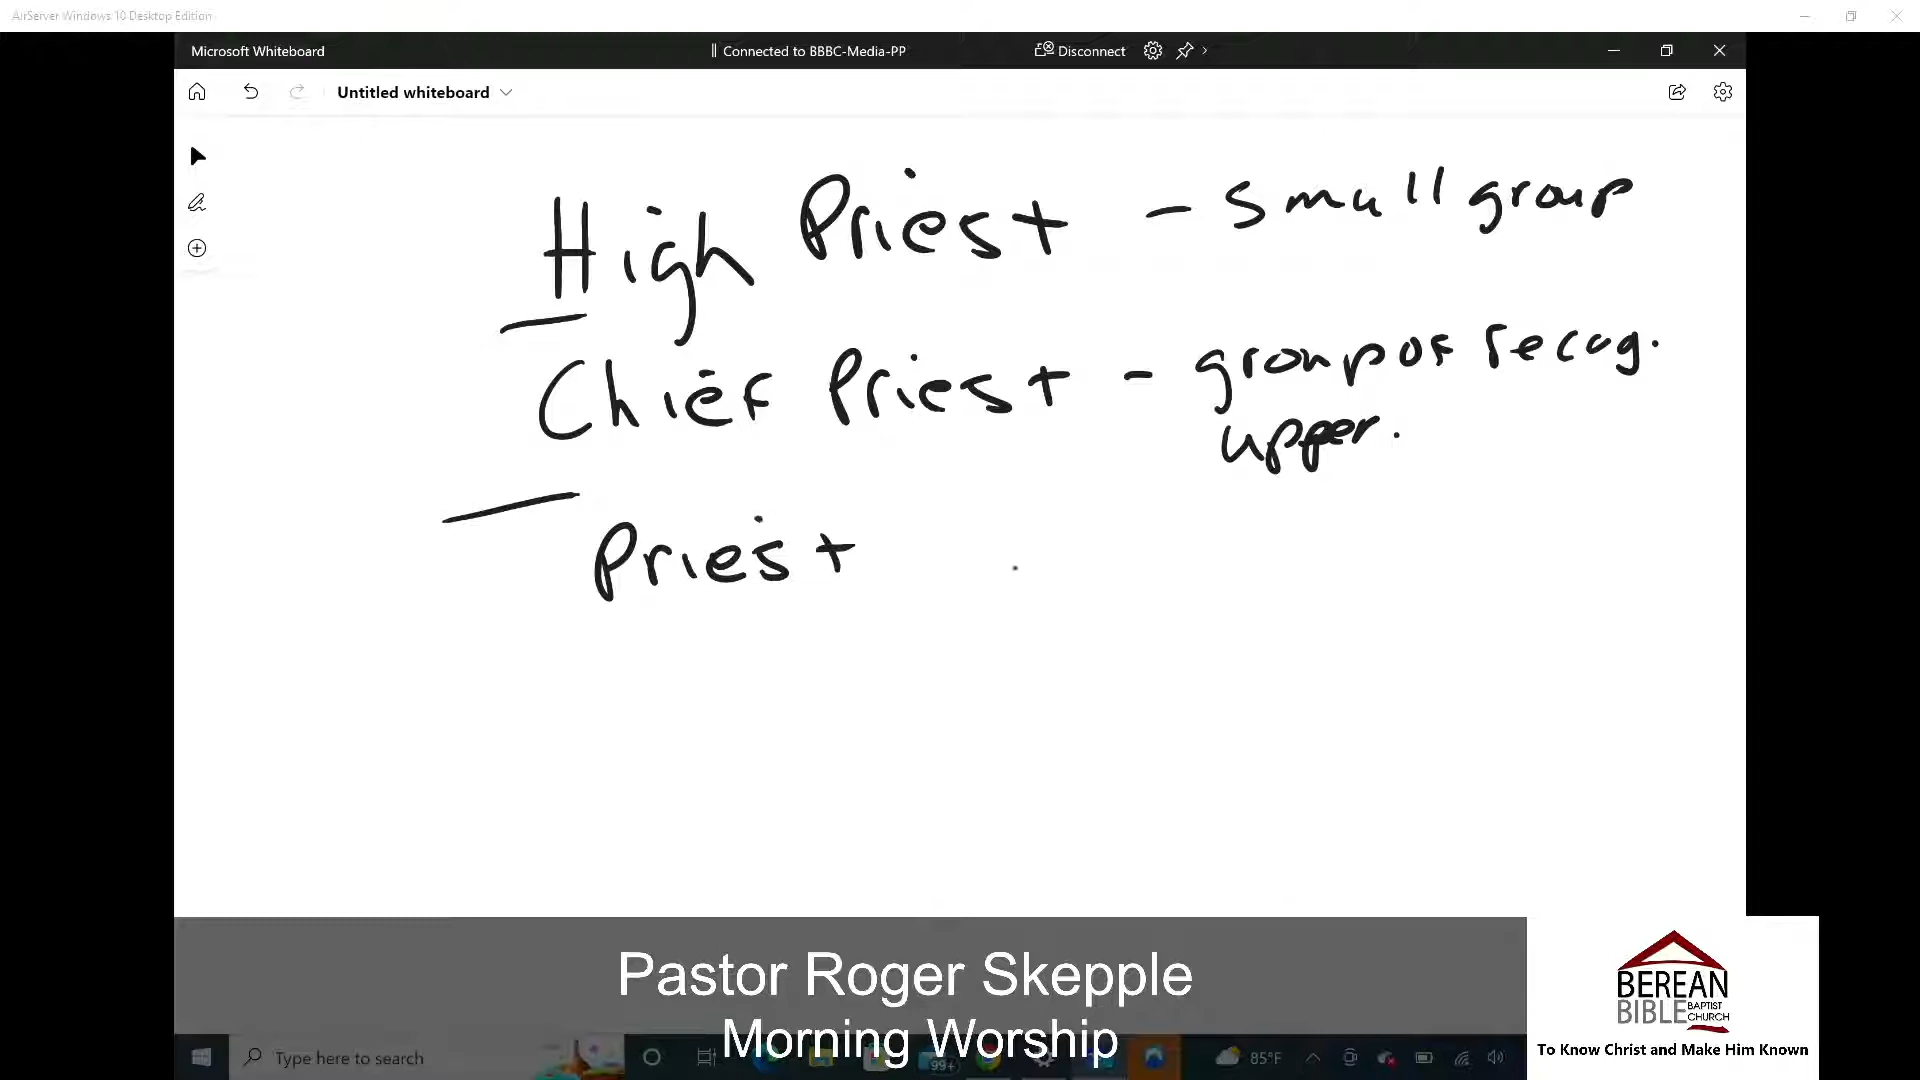 AirServer Windows 10 Desktop Edition
Microsoft Whiteboard
Connected to BBBC-Media-PP
Disconnect
Untitled whiteboard
High Priest - small group
Chief Priest - group of recog.
upper.
Priest
Pastor Roger Skepple
Morning Worship
BEREAN
BIBLE BAPTIST CHURCH
To Know Christ and Make Him Known
Type here to search
99+
85°F